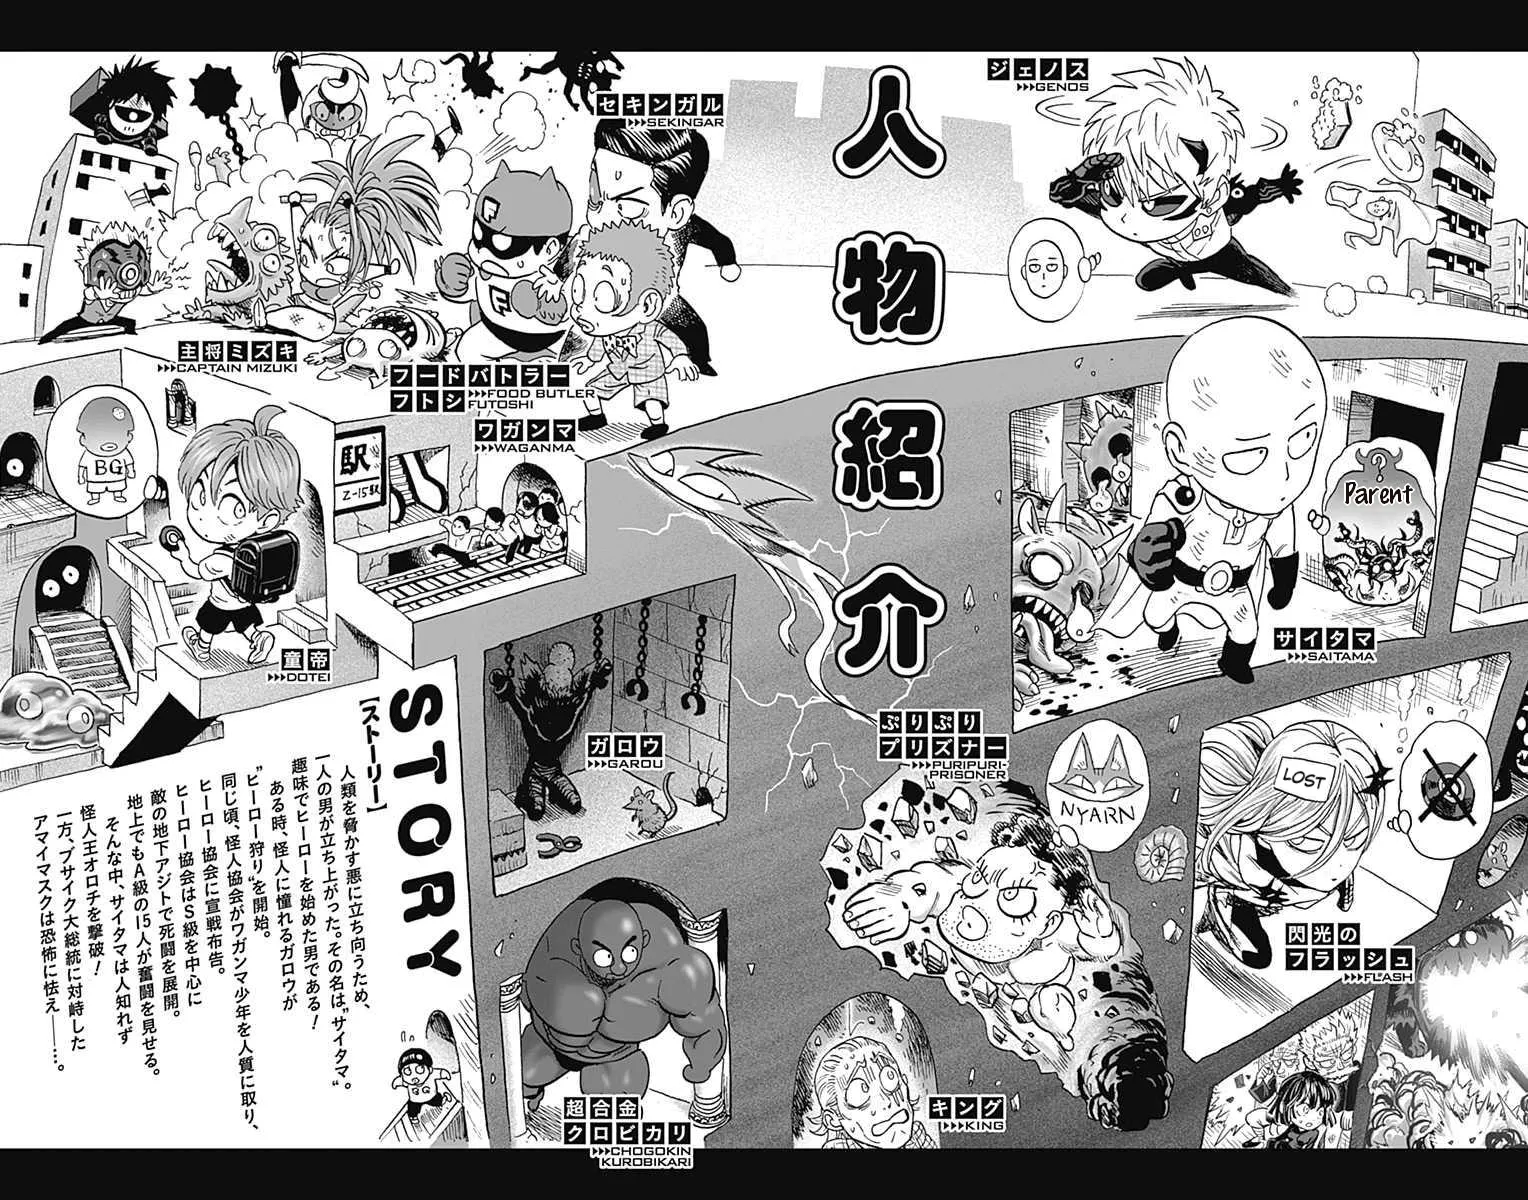 人物紹介
ジェノス
GENOS
セキンガル
SEKINGAR
主将ミズキ
CAPTAIN MIZUKI
フードバトラー
フトシ
FOOD BUTLER
FUTOSHI
ワガンマ
WAGANMA
F
F
BG
駅
Z-15駅
童帝
DOTEI
?
Parent
サイタマ
SAITAMA
ガロウ
GAROU
ぷりぷり
プリズナー
PURIPURI-
PRISONER
NYARN
LOST
閃光の
フラッシュ
FLASH
キング
KING
超合金
クロビカリ
CHOGOKIN
KUROBIKARI
STORY
【ストーリー】
人類を脅かす悪に立ち向うため、
一人の男が立ち上がった。その名は"サイタマ"。
趣味でヒーローを始めた男である!
ある時、怪人に憧れるガロウが
"ヒーロー狩り"を開始。
同じ頃、怪人協会がワガンマ少年を人質に取り、
ヒーロー協会に宣戦布告。
ヒーロー協会はS級を中心に
敵の地下アジトで死闘を展開。
地上でもA級の15人が奮闘を見せる。
そんな中、サイタマは人知れず
怪人王オロチを撃破!
一方、ブサイク大総統に対峙した
アマイマスクは恐怖に怯え――…。